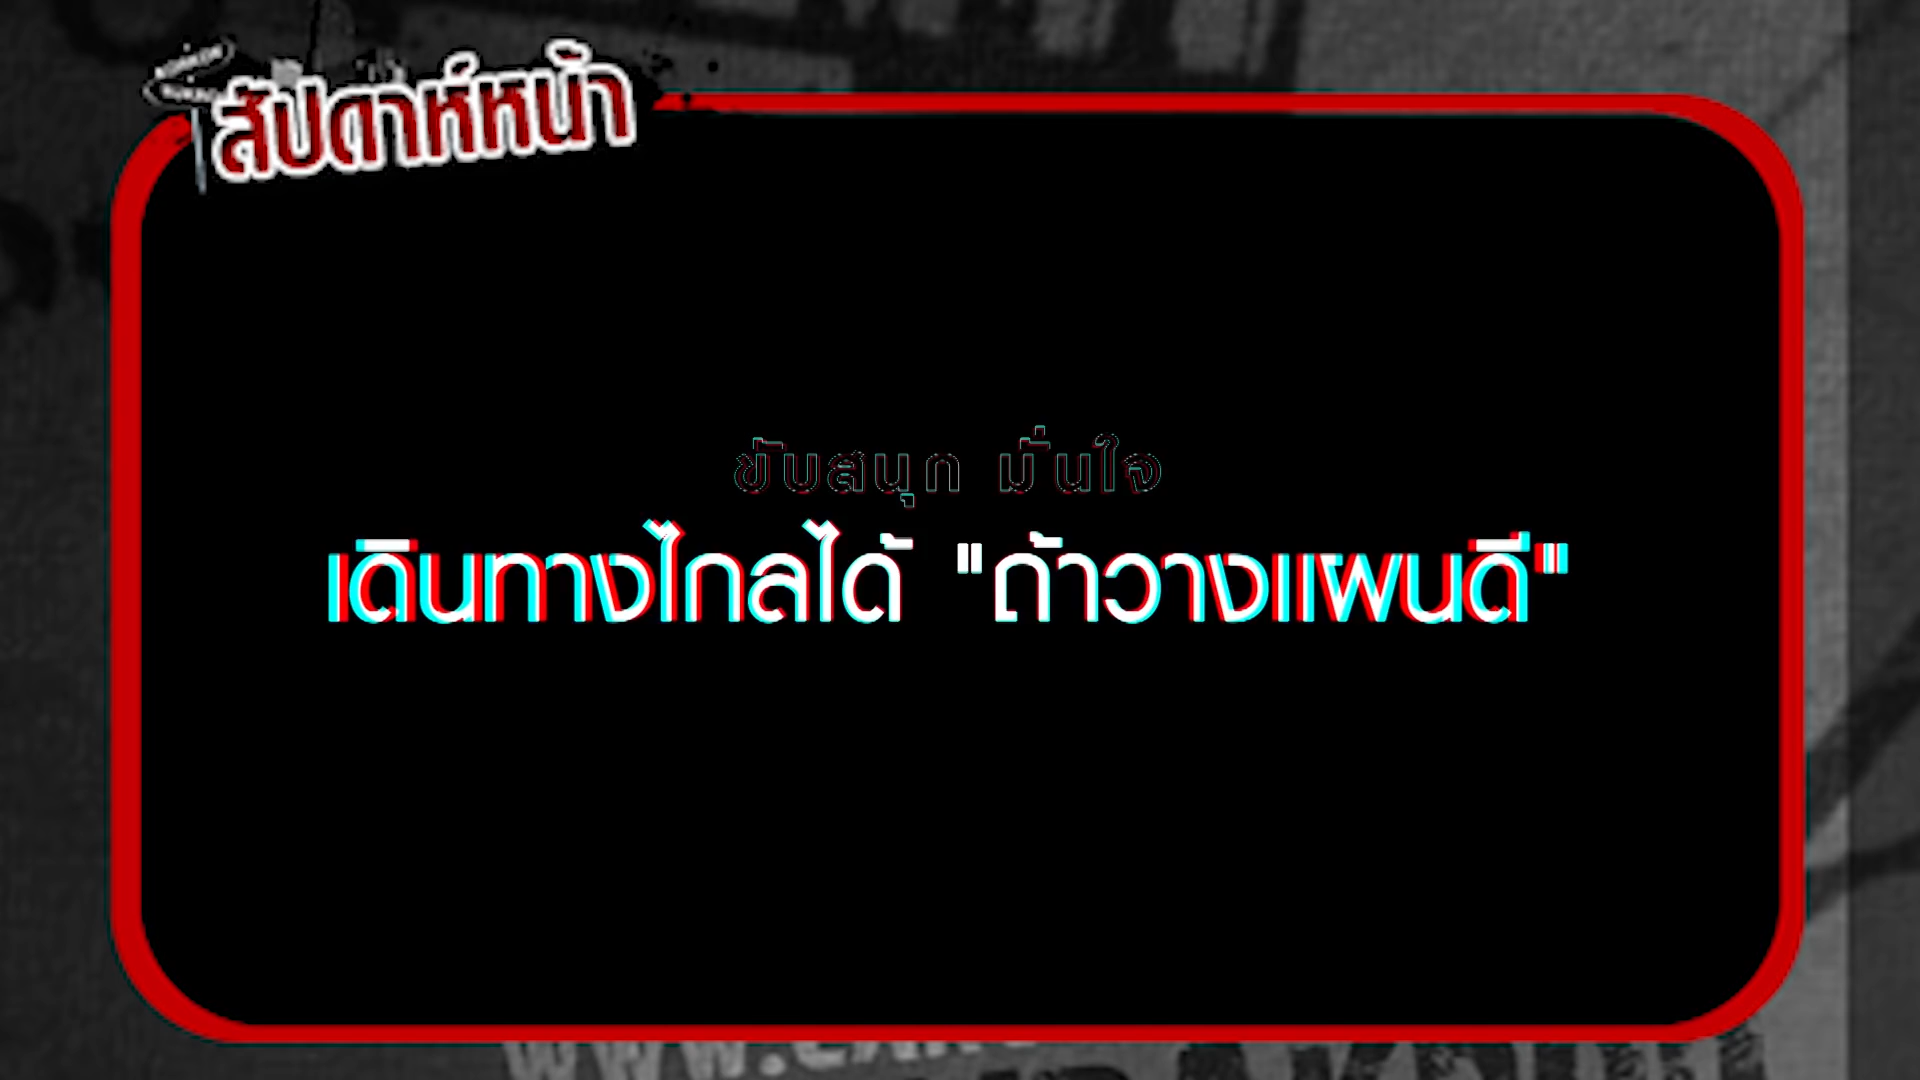 สัปดาห์หน้า
ขับสนุก มั่นใจ
เดินทางไกลได้ "ถ้าวางแผนดี"